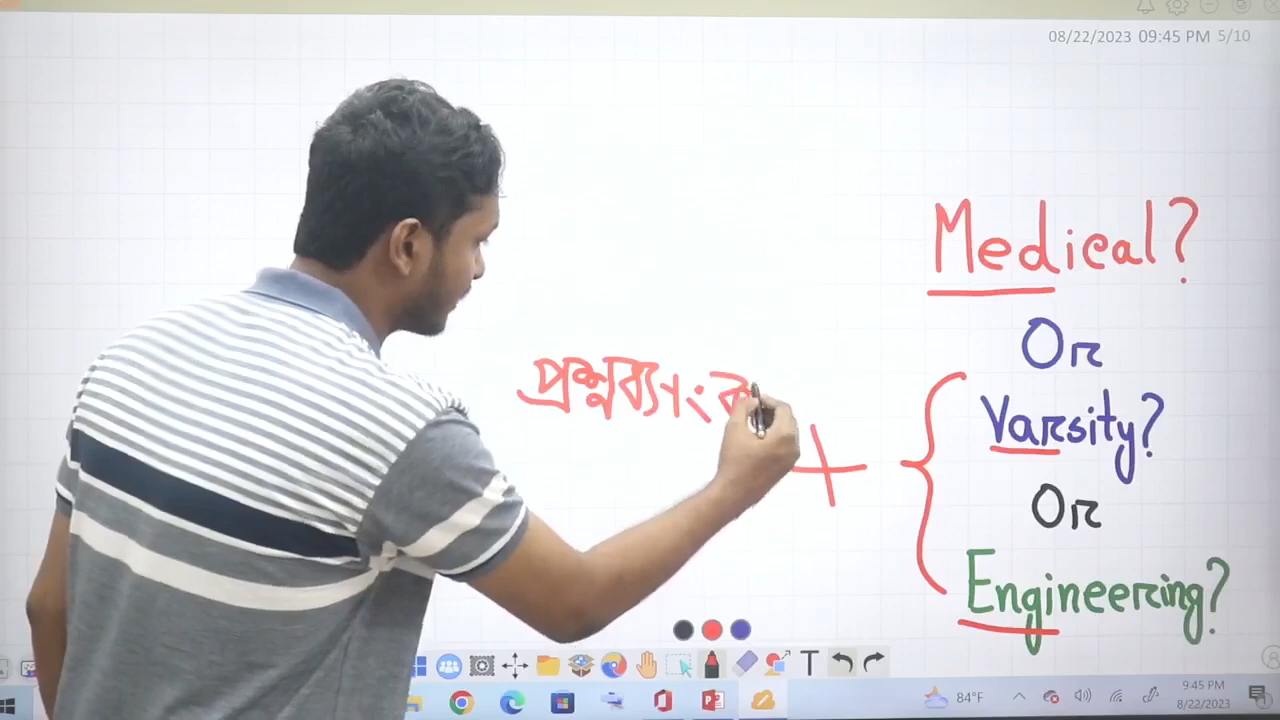 08/22/2023 09:45 PM 5/10
Medical?
Or
প্রশ্নব্যাংক
Varsity?
+
Or
Engineering?
T
84°F
9:45 PM
8/22/2023